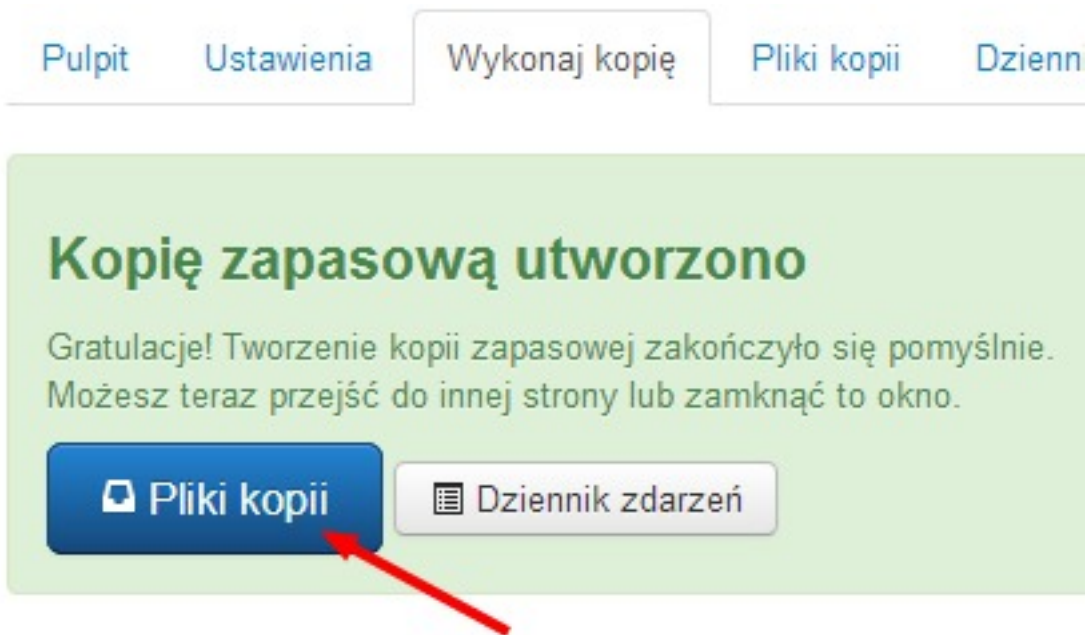 Pulpit Ustawienia Wykonaj kopię Pliki kopii Dzienni
Kopię zapasową utworzono
Gratulacje! Tworzenie kopii zapasowej zakończyło się pomyślnie.
Możesz teraz przejść do innej strony lub zamknąć to okno.
Pliki kopii Dziennik zdarzeń